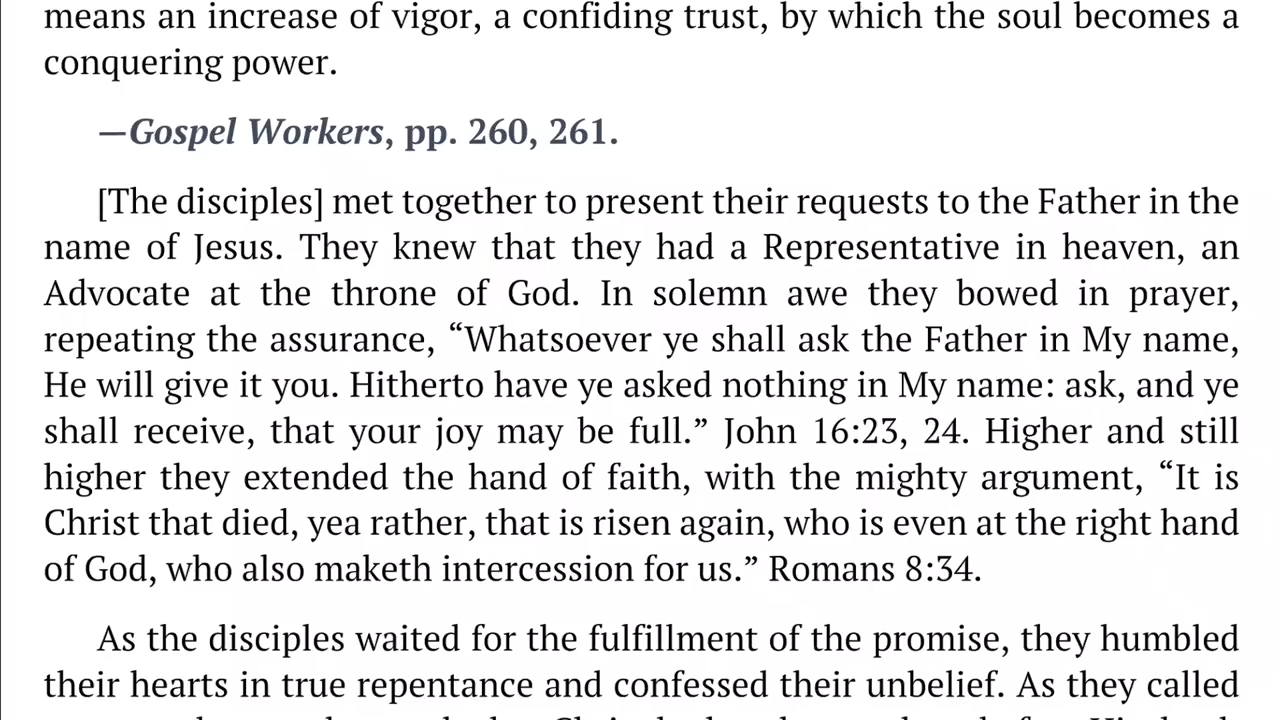 means an increase of vigor, a confiding trust, by which the soul becomes a
conquering power.
—Gospel Workers, pp. 260, 261.
[The disciples] met together to present their requests to the Father in the
name of Jesus. They knew that they had a Representative in heaven, an
Advocate at the throne of God. In solemn awe they bowed in prayer,
repeating the assurance, “Whatsoever ye shall ask the Father in My name,
He will give it you. Hitherto have ye asked nothing in My name: ask, and ye
shall receive, that your joy may be full.” John 16:23, 24. Higher and still
higher they extended the hand of faith, with the mighty argument, “It is
Christ that died, yea rather, that is risen again, who is even at the right hand
of God, who also maketh intercession for us.” Romans 8:34.
As the disciples waited for the fulfillment of the promise, they humbled
their hearts in true repentance and confessed their unbelief. As they called